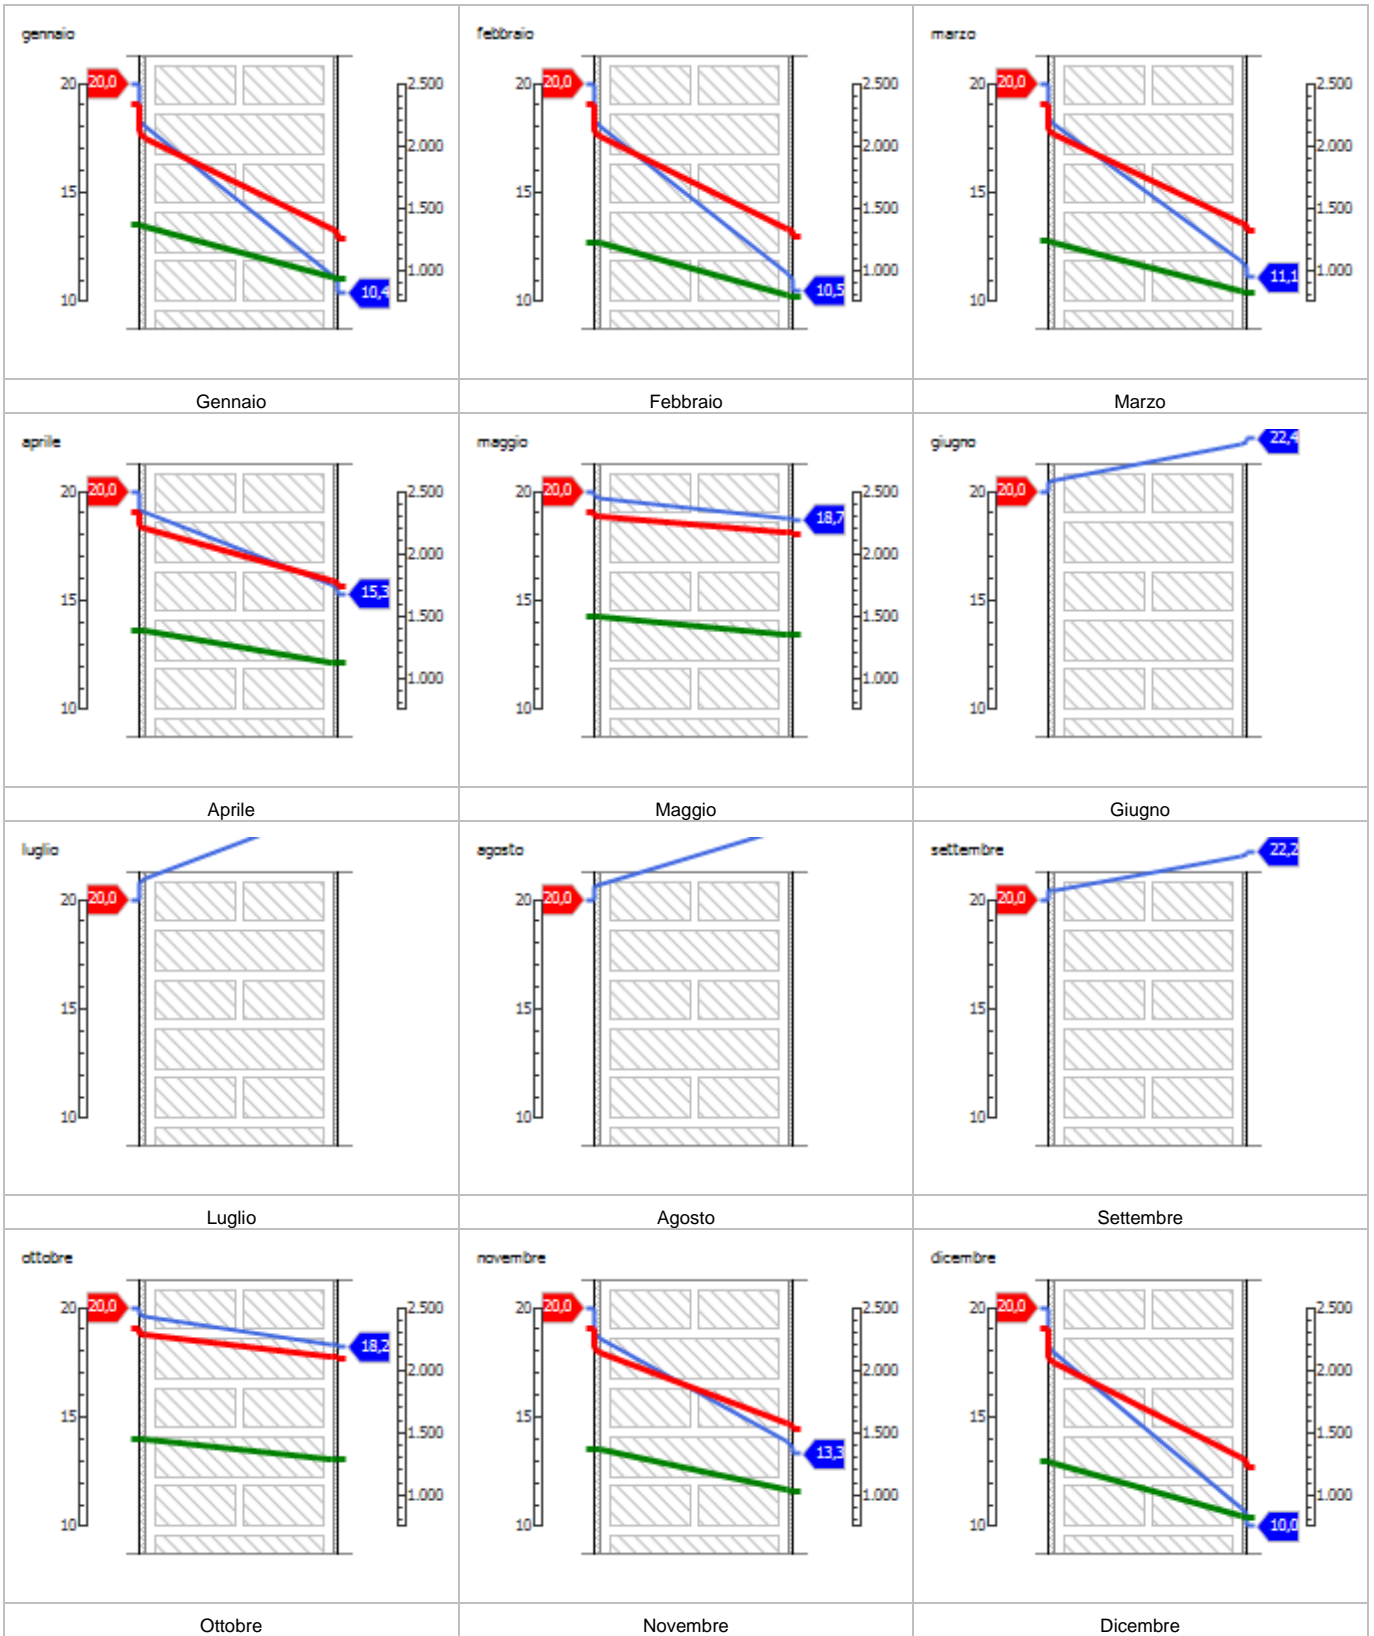 gennaio
20 20,0 2.500
2.000
15
1.500
1.000
10 10,4
Gennaio
febbraio
20 20,0 2.500
2.000
15
1.500
1.000
10 10,5
Febbraio
marzo
20 20,0 2.500
2.000
15
1.500
1.000
11,1
10
Marzo
aprile
20 20,0 2.500
2.000
15 15,3
1.500
1.000
10
Aprile
maggio
20 20,0 2.500
18,7
2.000
15
1.500
1.000
10
Maggio
giugno
22,4
20 20,0
15
10
Giugno
luglio
20 20,0
15
10
Luglio
agosto
20 20,0
15
10
Agosto
settembre
22,2
20 20,0
15
10
Settembre
ottobre
20 20,0 2.500
18,2
2.000
15
1.500
1.000
10
Ottobre
novembre
20 20,0 2.500
2.000
15
1.500
13,3
1.000
10
Novembre
dicembre
20 20,0 2.500
2.000
15
1.500
1.000
10 10,0
Dicembre